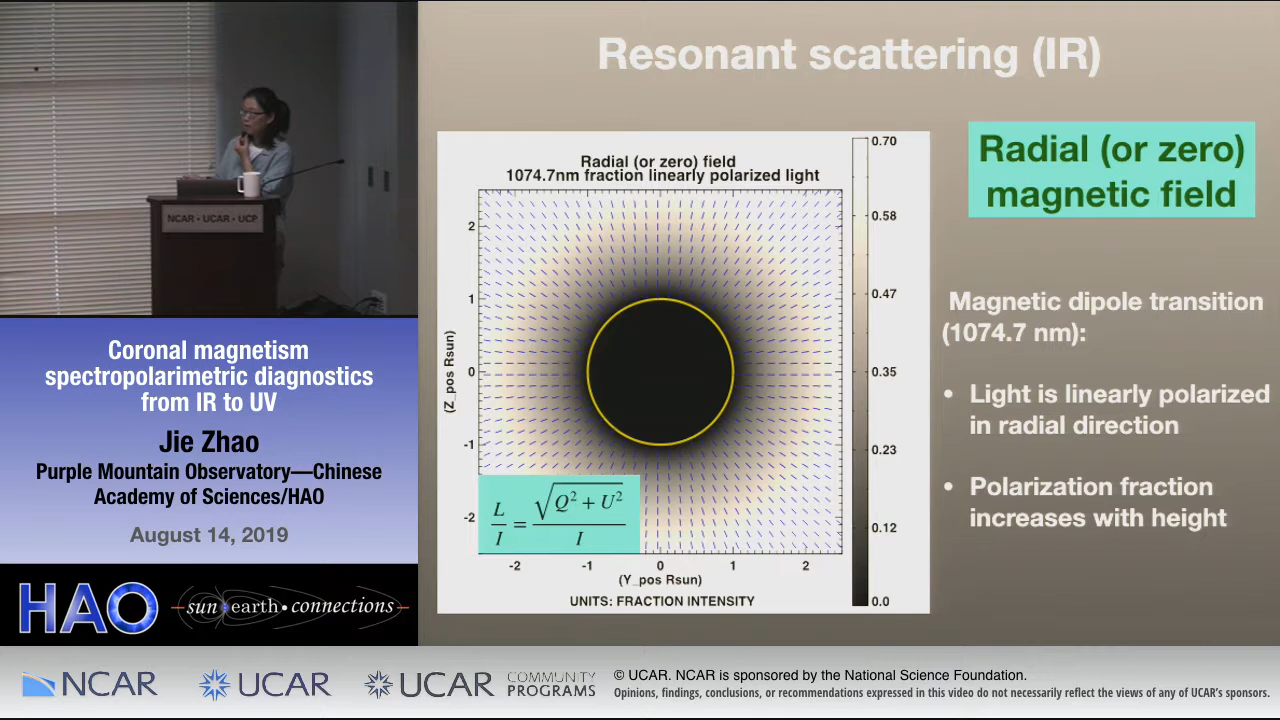 Resonant scattering (IR)
Radial (or zero) field
1074.7nm fraction linearly polarized light
0.70
0.58
0.47
0.35
0.23
0.12
0.0
2
1
0
-1
-2
(Z_pos Rsun)
-2 -1 0 1 2
(Y_pos Rsun)
UNITS: FRACTION INTENSITY
L/I = √(Q² + U²)/I
Radial (or zero)
magnetic field
Magnetic dipole transition
(1074.7 nm):
• Light is linearly polarized
in radial direction
• Polarization fraction
increases with height
NCAR - UCAR - UCP
Coronal magnetism
spectropolarimetric diagnostics
from IR to UV
Jie Zhao
Purple Mountain Observatory—Chinese
Academy of Sciences/HAO
August 14, 2019
HAO
sun•earth•connections
NCAR
UCAR
UCAR
COMMUNITY
PROGRAMS
© UCAR. NCAR is sponsored by the National Science Foundation.
Opinions, findings, conclusions, or recommendations expressed in this video do not necessarily reflect the views of any of UCAR's sponsors.